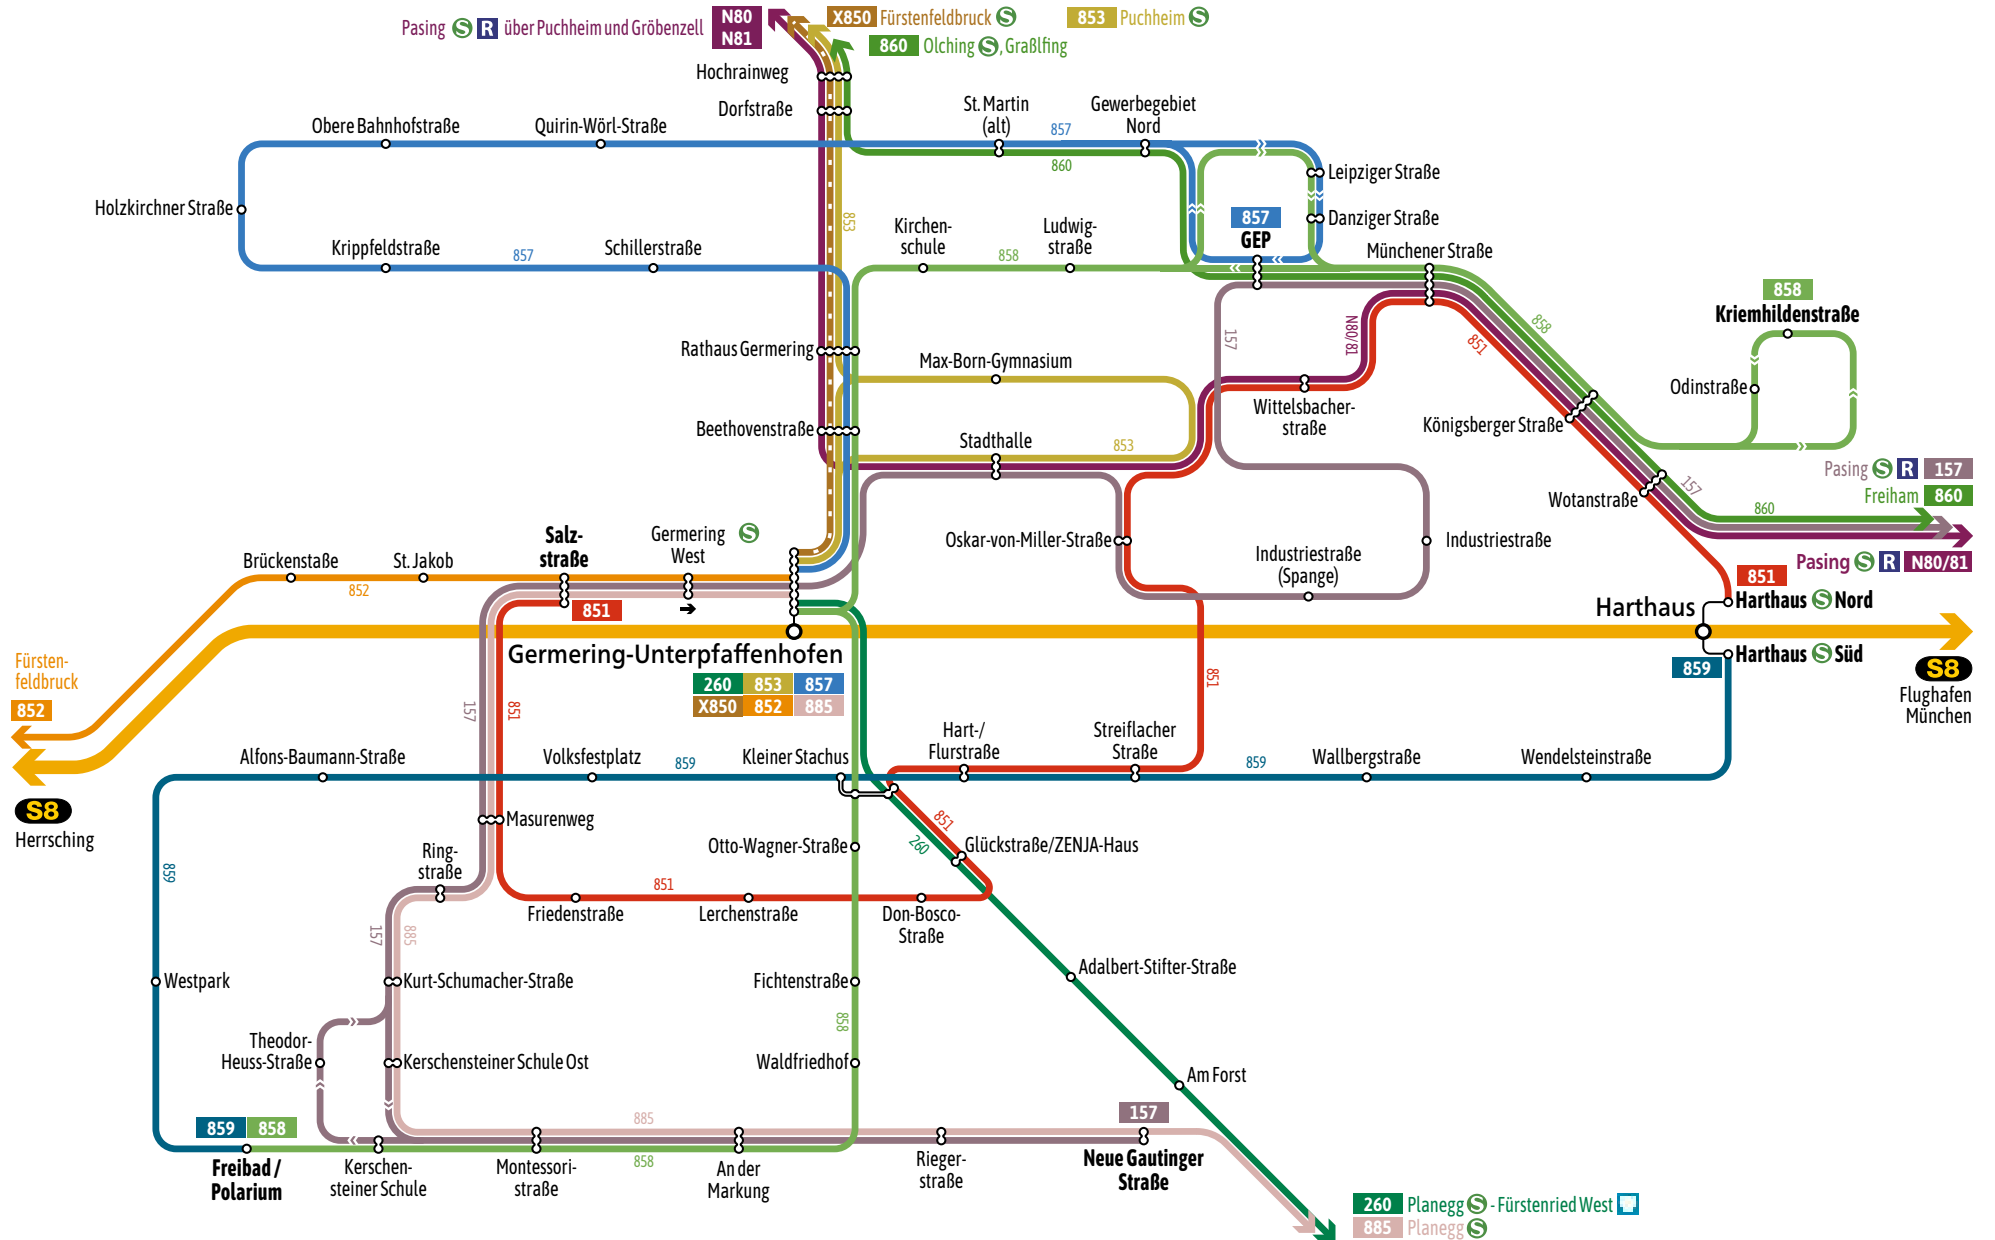 Pasing S R über Puchheim und Gröbenzell
N80
N81
X850 Fürstenfeldbruck S
853 Puchheim S
860 Olching S, Graßlfing
Hochrainweg
Dorfstraße
St. Martin
(alt)
Gewerbegebiet
Nord
Obere Bahnhofstraße
Quirin-Wörl-Straße
857
860
Leipziger Straße
Holzkirchner Straße
853
857
GEP
Danziger Straße
Krippfeldstraße
857
Schillerstraße
Kirchen-
schule
858
Ludwig-
straße
Münchener Straße
858
Kriemhildenstraße
157
N80/81
858
851
Rathaus Germering
Max-Born-Gymnasium
Odinstraße
Wittelsbacher-
straße
Königsberger Straße
Beethovenstraße
Stadthalle
853
Pasing S R 157
Freiham 860
Wotanstraße
157
860
Salz-
straße
Germering
West
S
Oskar-von-Miller-Straße
Industriestraße
(Spange)
Industriestraße
Pasing S R N80/81
Brückenstaße
St. Jakob
852
851
851
Harthaus S Nord
Harthaus
Harthaus S Süd
859
Germering-Unterpfaffenhofen
260 853 857
X850 852 885
Fürsten-
feldbruck
852
S8
Flughafen
München
157
851
851
Alfons-Baumann-Straße
Volksfestplatz
859
Kleiner Stachus
Hart-/
Flurstraße
Streiflacher
Straße
859
Wallbergstraße
Wendelsteinstraße
S8
Herrsching
Masurenweg
851
260
Otto-Wagner-Straße
Glückstraße/ZENJA-Haus
Ring-
straße
859
851
Friedenstraße
Lerchenstraße
Don-Bosco-
Straße
157
885
Westpark
Kurt-Schumacher-Straße
Fichtenstraße
Adalbert-Stifter-Straße
858
Theodor-
Heuss-Straße
Kerschensteiner Schule Ost
Waldfriedhof
Am Forst
859 858
885
157
Freibad /
Polarium
Kerschen-
steiner Schule
Montessori-
straße
858
An der
Markung
Rieger-
straße
Neue Gautinger
Straße
260 Planegg S - Fürstenried West
885 Planegg S